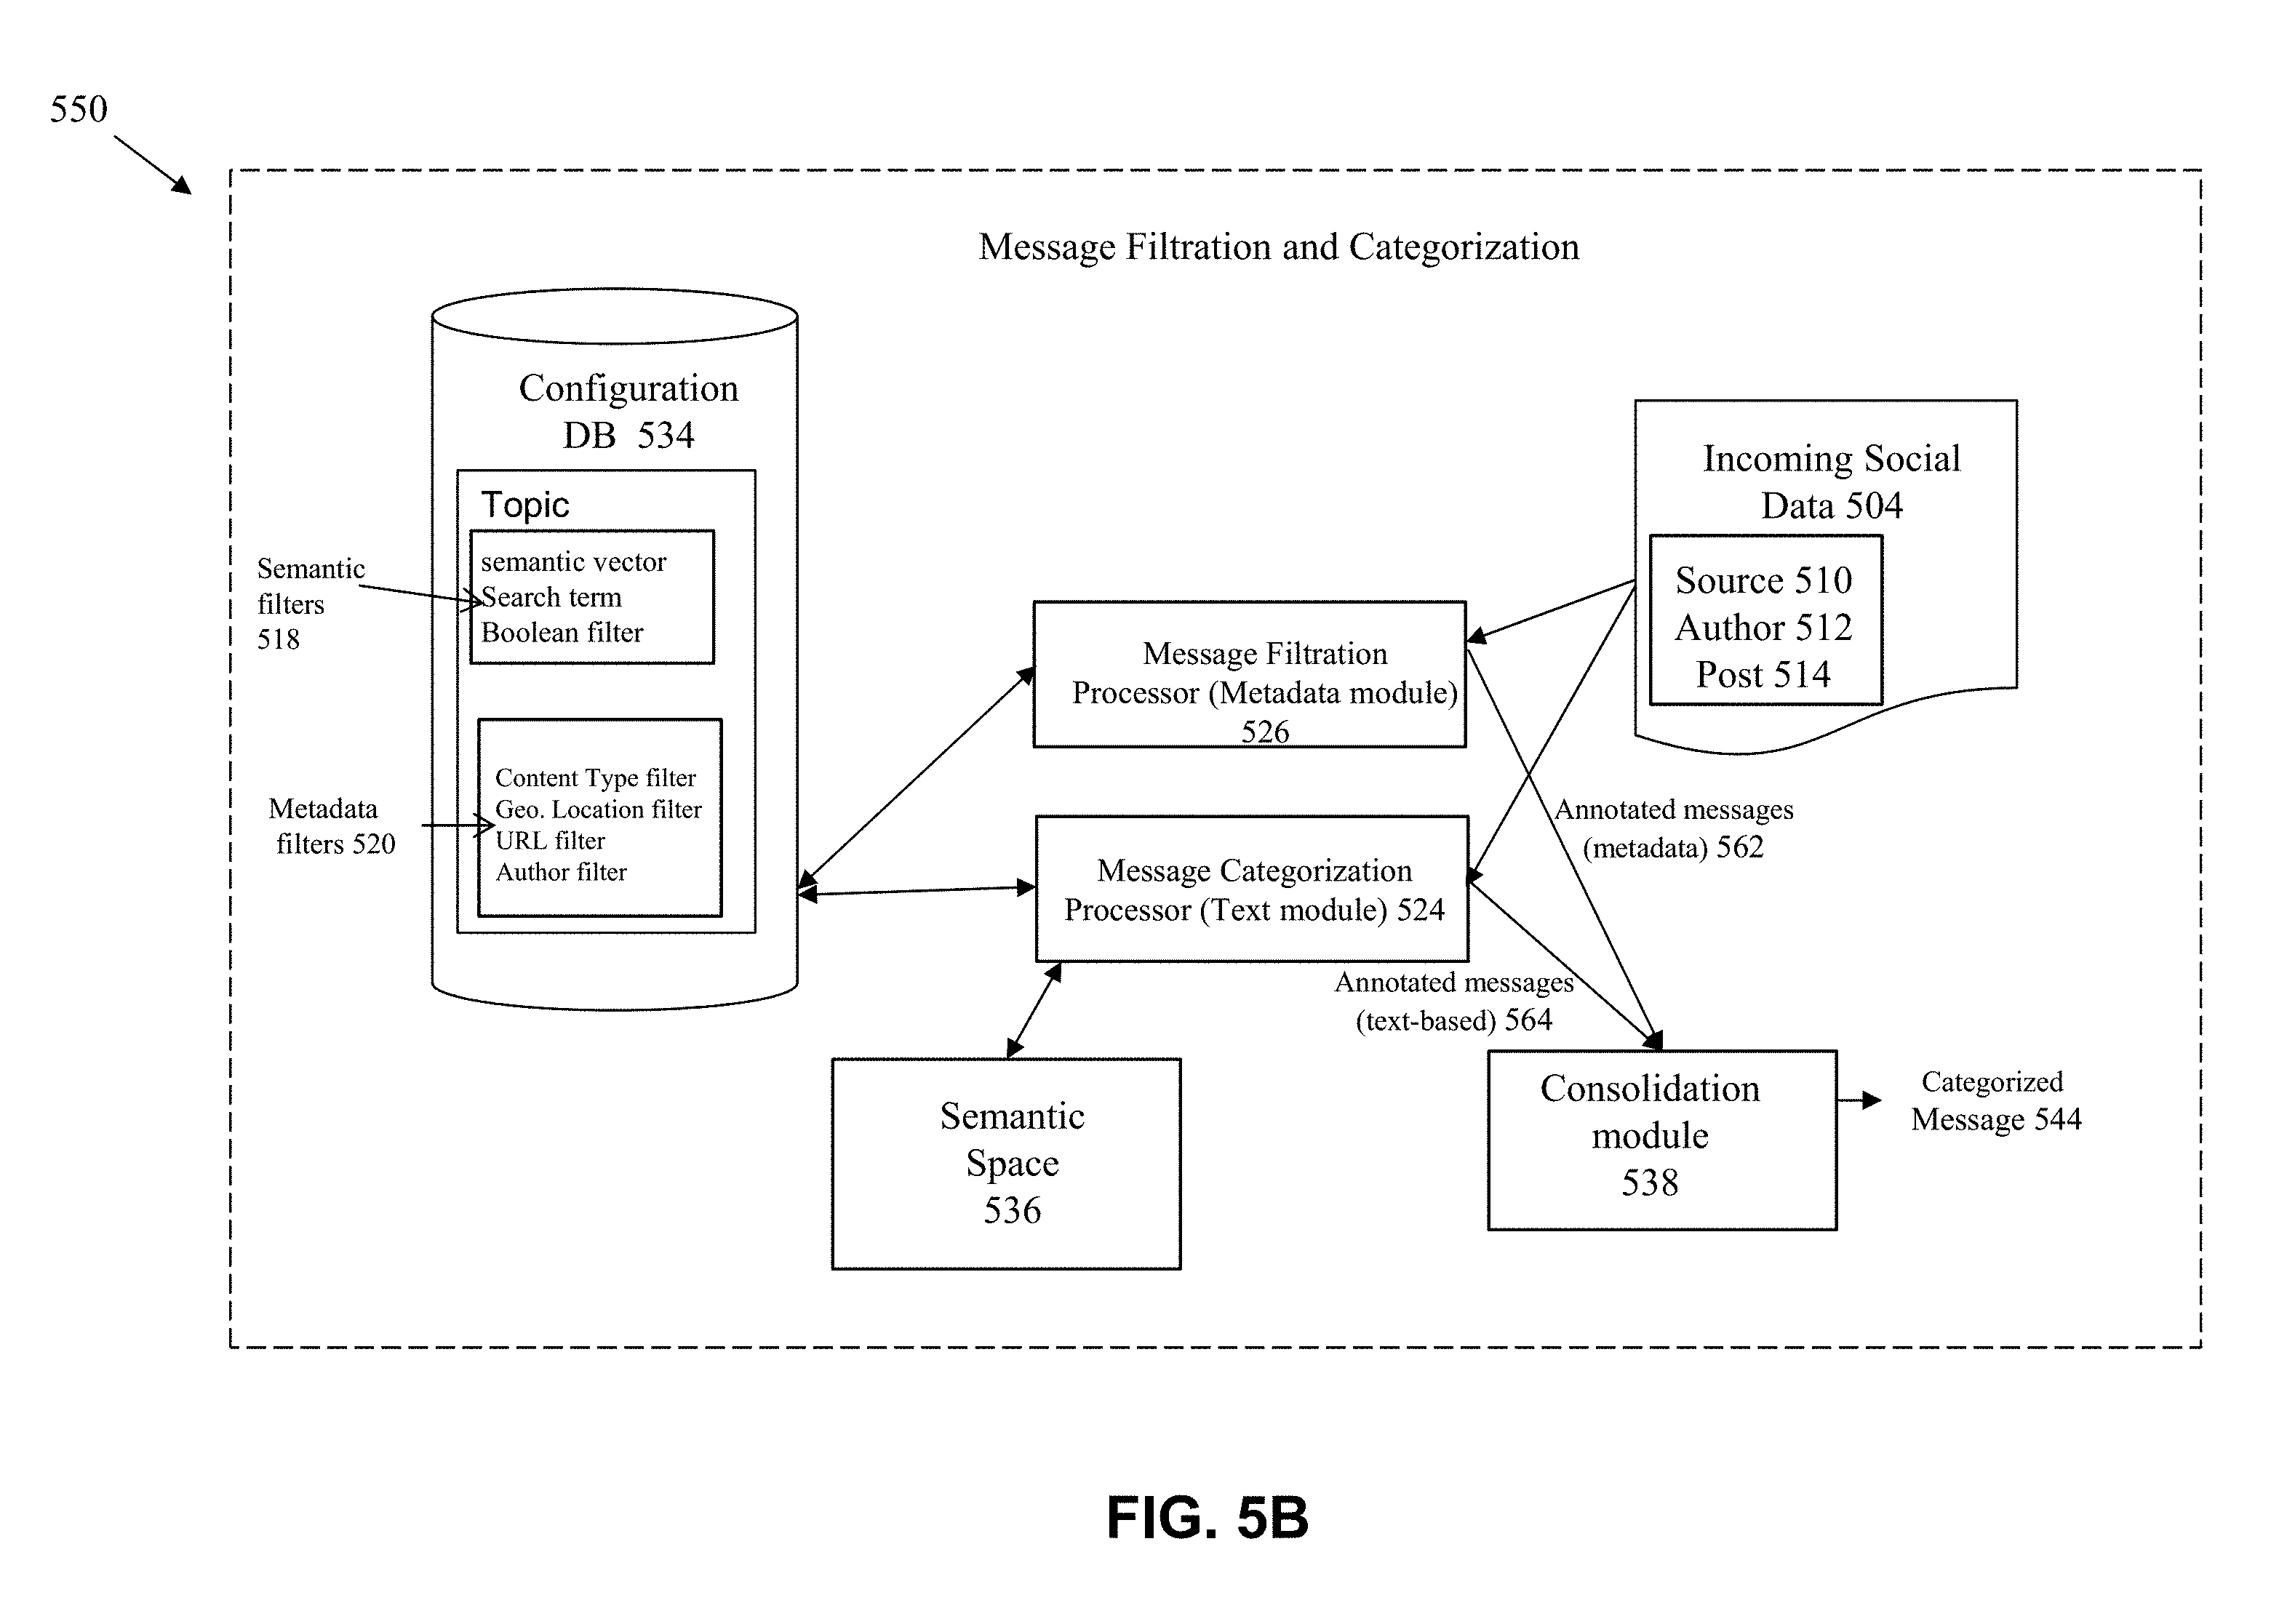 550
Message Filtration and Categorization
Configuration
DB 534
Topic
semantic vector
Search term
Boolean filter
Semantic
filters
518
Content Type filter
Geo. Location filter
URL filter
Author filter
Metadata
filters 520
Message Filtration
Processor (Metadata module)
526
Message Categorization
Processor (Text module) 524
Incoming Social
Data 504
Source 510
Author 512
Post 514
Annotated messages
(metadata) 562
Annotated messages
(text-based) 564
Semantic
Space
536
Consolidation
module
538
Categorized
Message 544
FIG. 5B